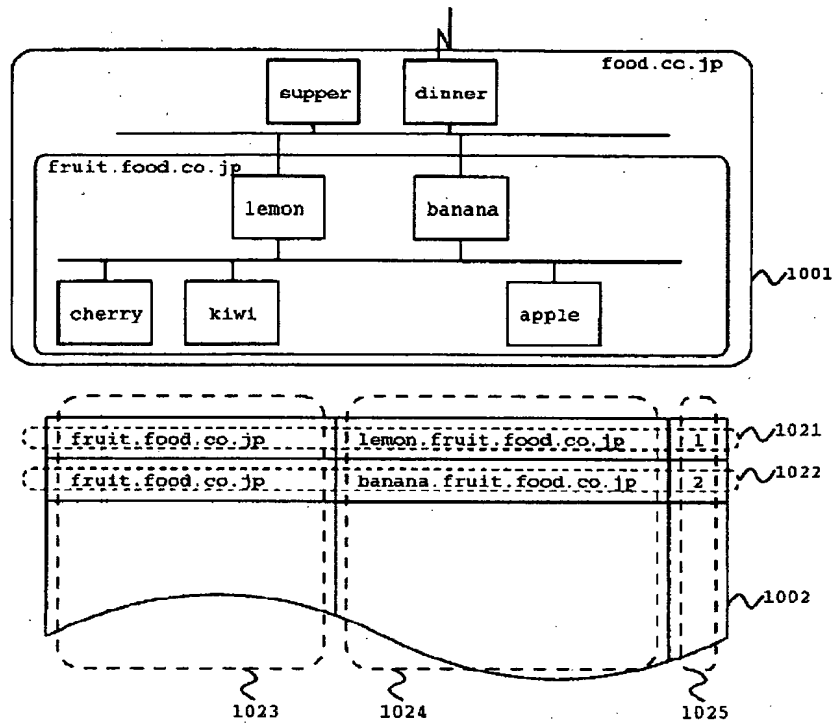 food.cc.jp
supper dinner
fruit.food.co.jp
lemon banana
1001
cherry kiwi apple
fruit.food.co.jp lemon.fruit.food.co.jp 1 1021
fruit.food.co.jp banana.fruit.food.co.jp 2 1022
1002
1023 1024 1025